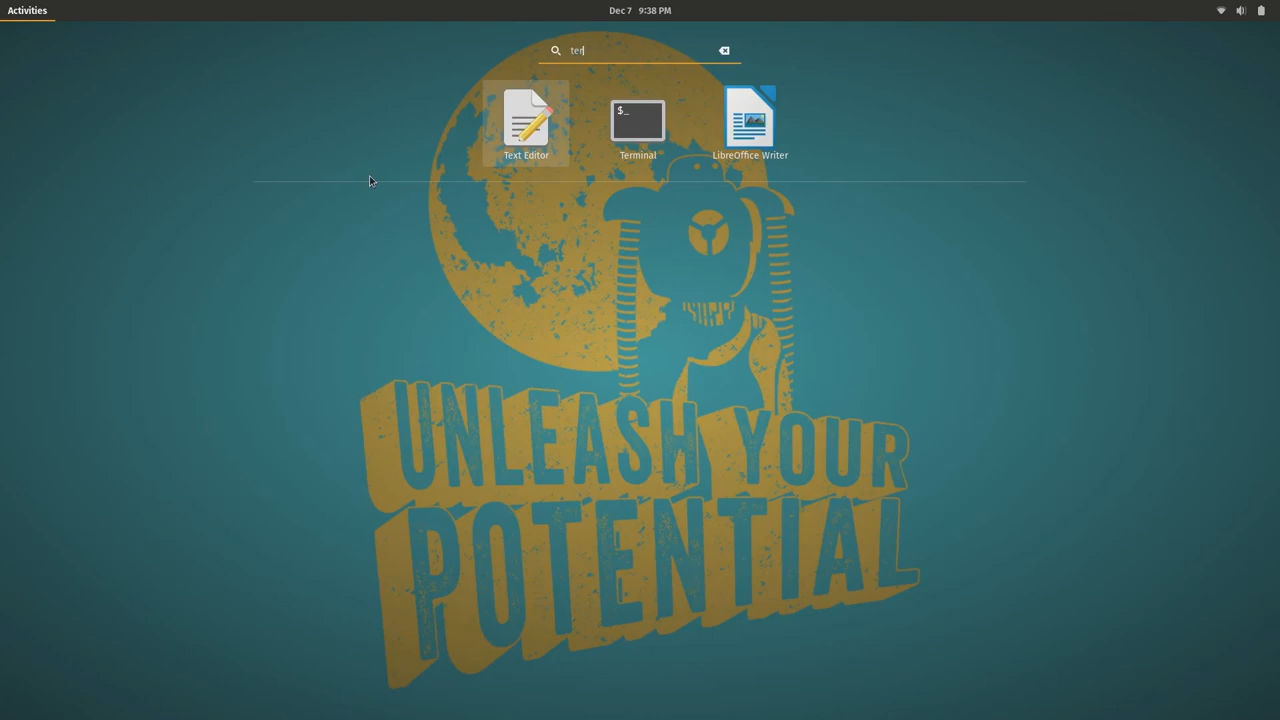 Activities
Dec 7 9:38 PM
ter
$_
Text Editor
Terminal
LibreOffice Writer
UNLEASH YOUR
POTENTIAL